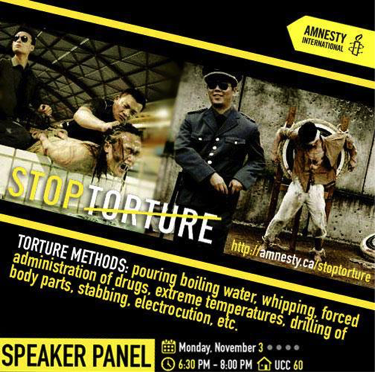 AMNESTY
INTERNATIONAL
STOPTORTURE
http://amnesty.ca/stoptorture
TORTURE METHODS: pouring boiling water, whipping, forced
administration of drugs, extreme temperatures, drilling of
body parts, stabbing, electrocution, etc.
SPEAKER PANEL
Monday, November 3
6:30 PM - 8:00 PM UCC 60